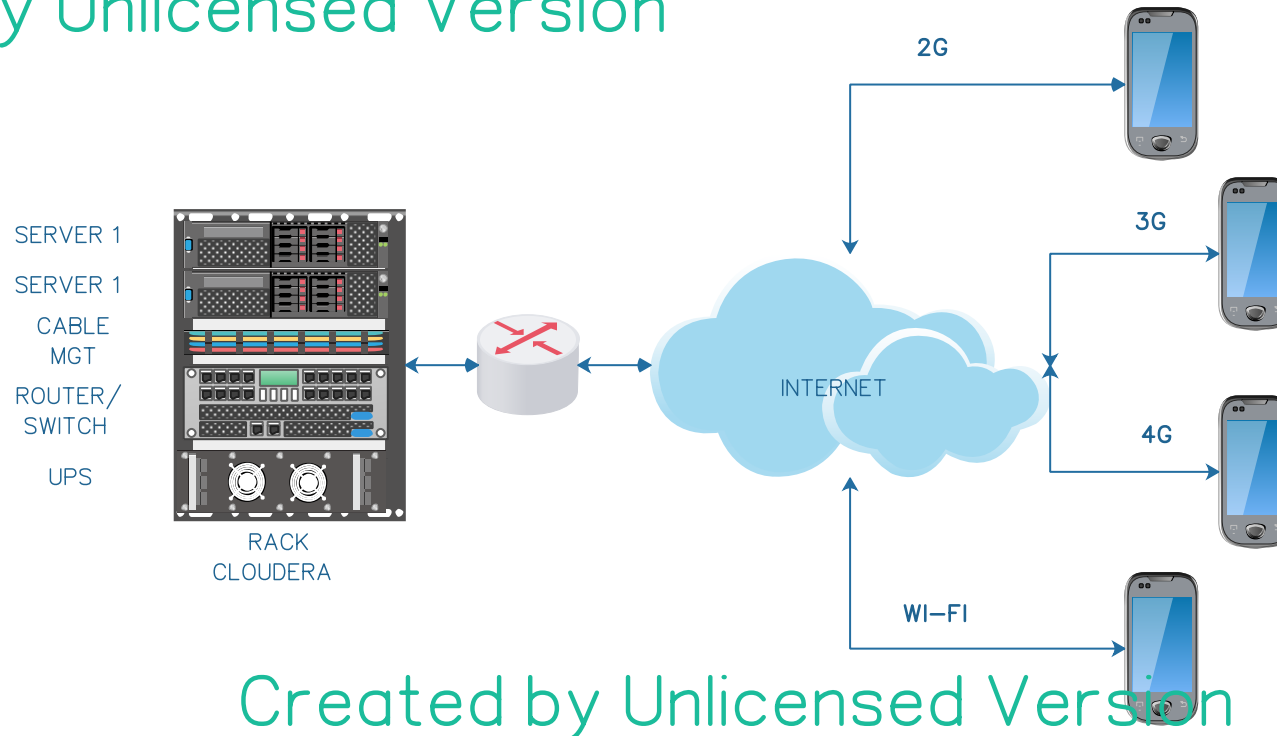 y Unlicensed Version
2G
3G
SERVER 1
SERVER 1
CABLE
MGT
ROUTER/
SWITCH
UPS
INTERNET
4G
RACK
CLOUDERA
WI-FI
Created by Unlicensed Version